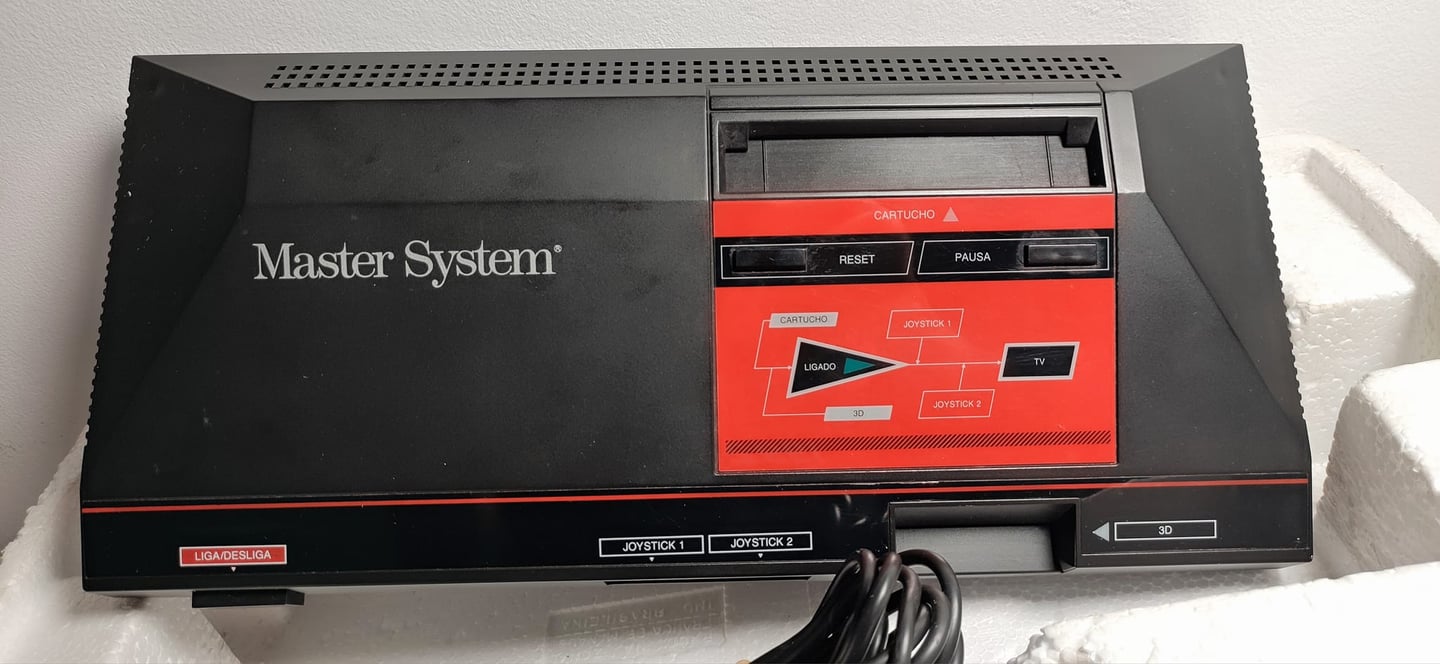 CARTUCHO
RESET
PAUSA
Master System®
CARTUCHO
JOYSTICK 1
LIGADO
TV
JOYSTICK 2
3D
LIGA/DESLIGA
JOYSTICK 1
JOYSTICK 2
3D